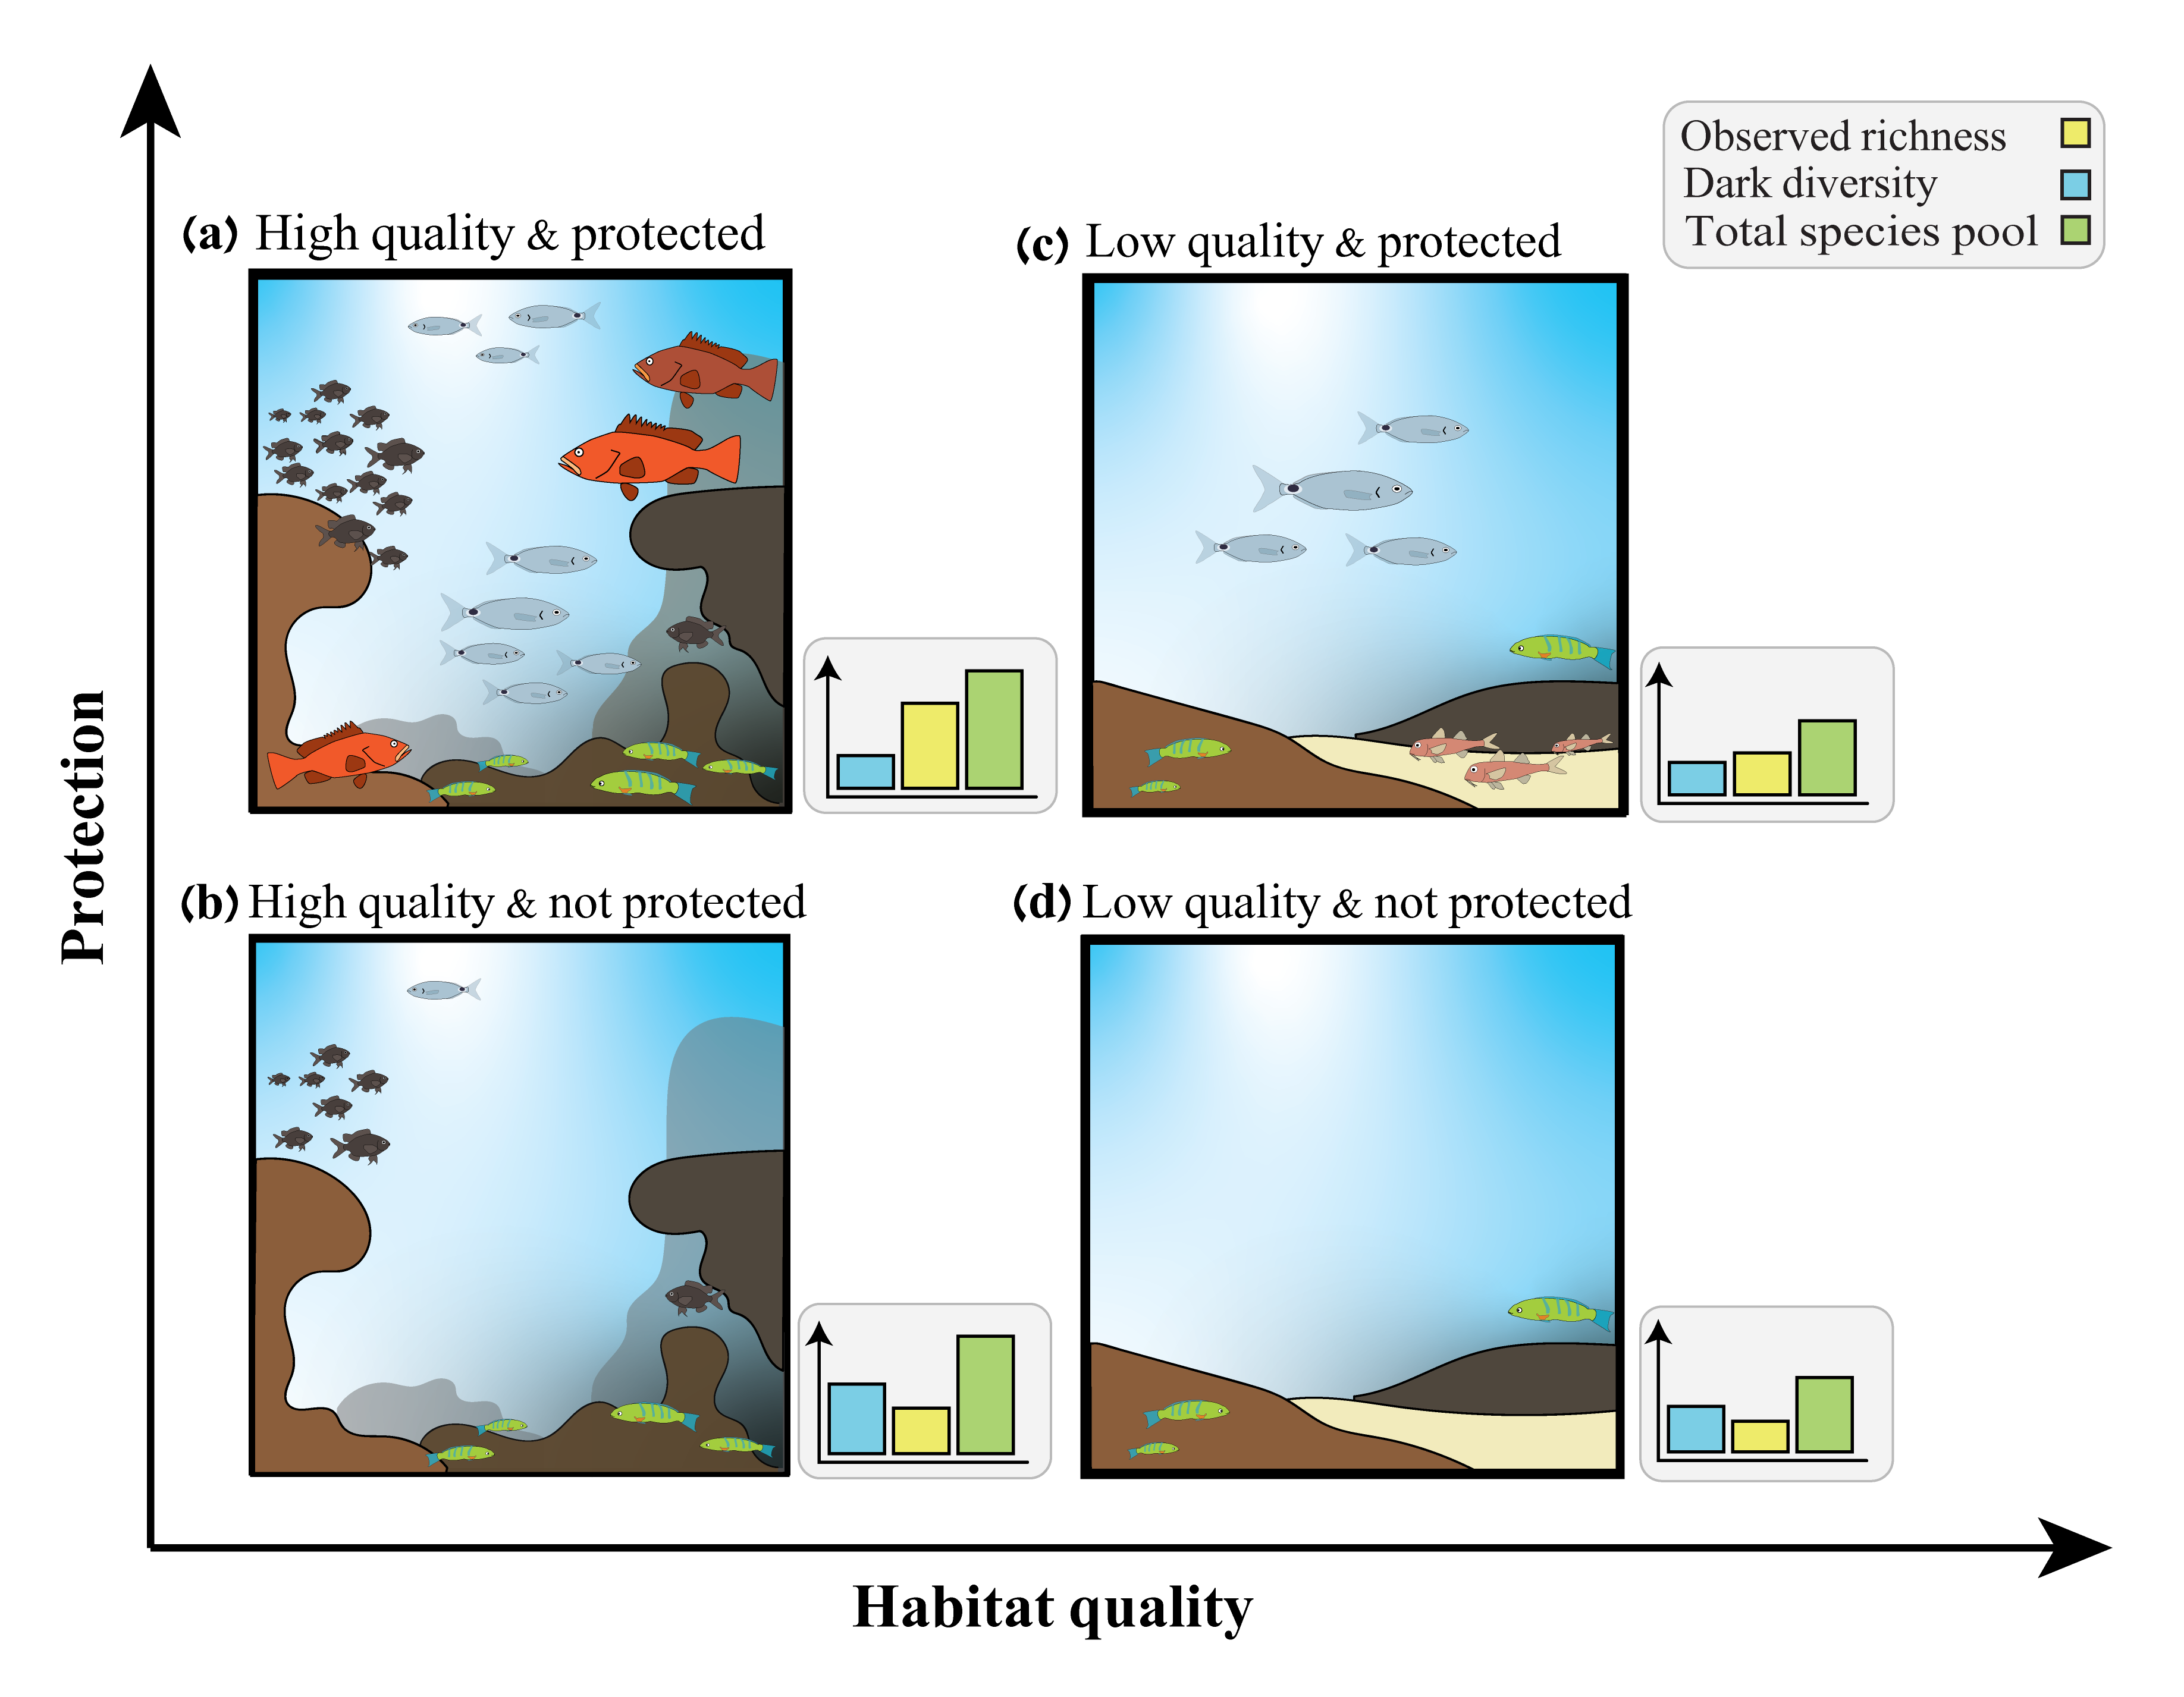 Observed richness
Dark diversity
Total species pool
(a) High quality & protected
(c) Low quality & protected
Protection
(b) High quality & not protected
(d) Low quality & not protected
Habitat quality